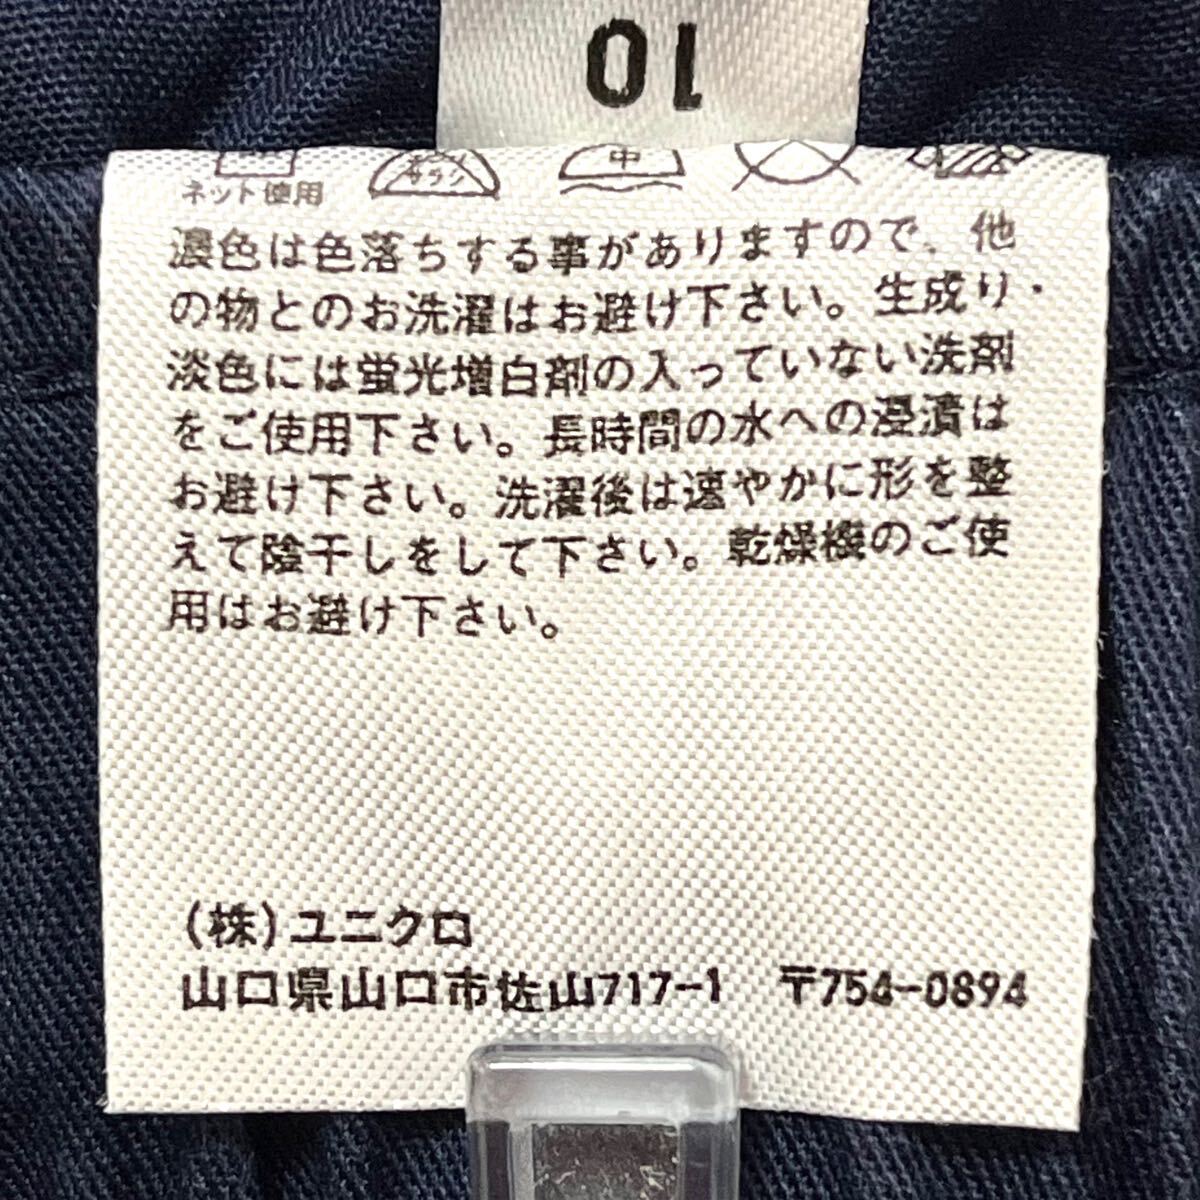 10
中
ネット使用
濃色は色落ちする事がありますので、他
の物とのお洗濯はお避け下さい。生成り・
淡色には蛍光増白剤の入っていない洗剤
をご使用下さい。長時間の水への浸漬は
お避け下さい。洗濯後は速やかに形を整
えて陰干しをして下さい。乾燥機のご使
用はお避け下さい。
(株)ユニクロ
山口県山口市佐山717-1 〒754-0894